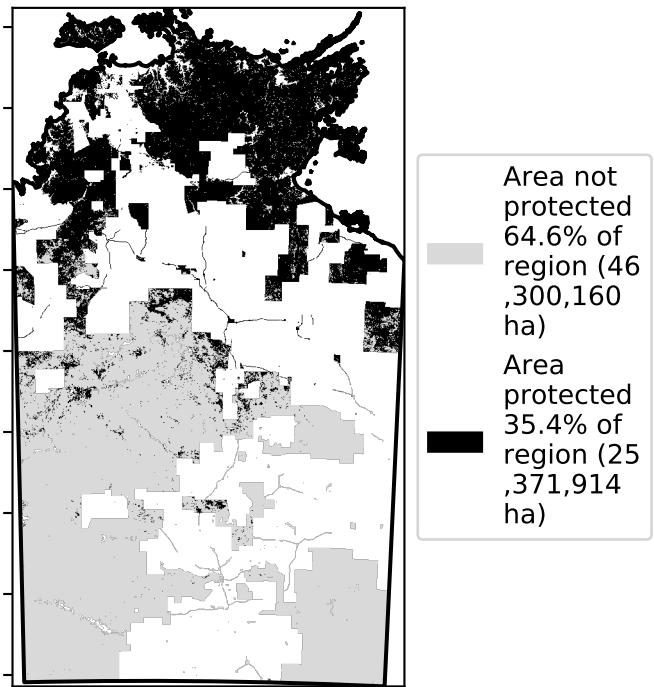 Area not
protected
64.6% of
region (46
,300,160
ha)
Area
protected
35.4% of
region (25
,371,914
ha)